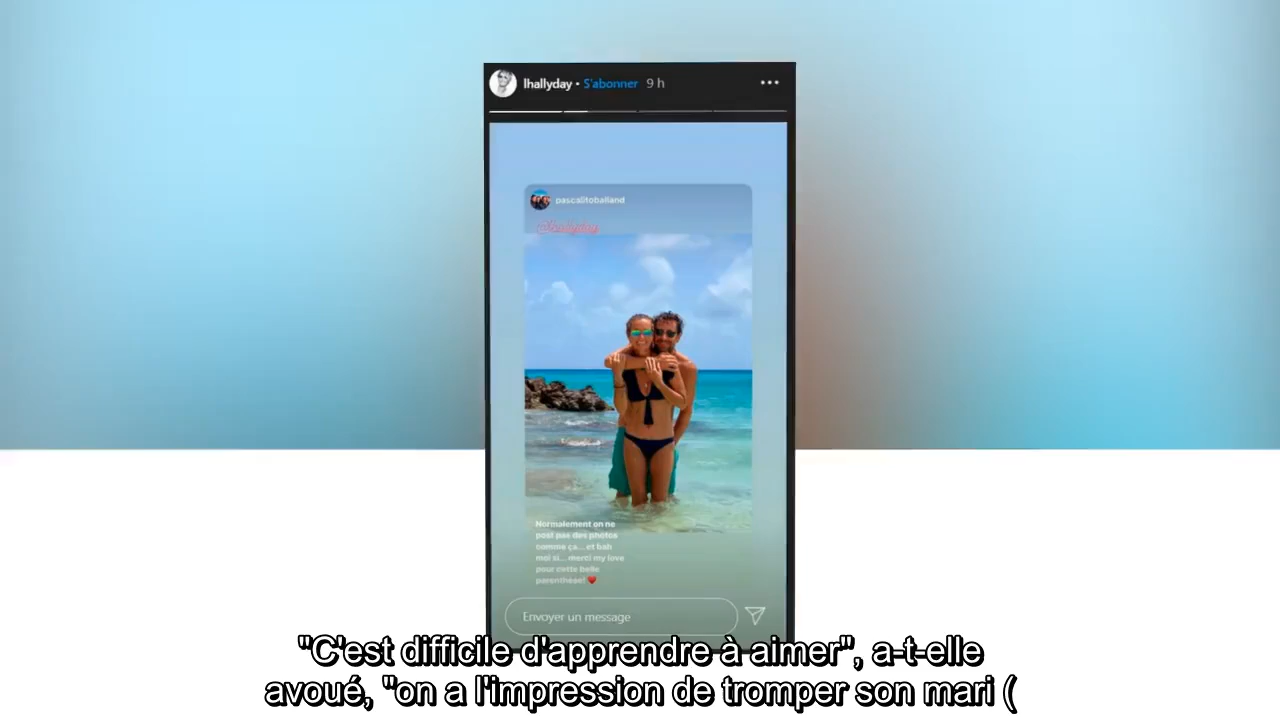 lhallyday • S'abonner 9 h
pascalitoballand
Normalement on ne
post pas des photos
comme ça... et bah
moi si... merci my love
pour cette belle
parenthèse! ❤
Envoyer un message
"C'est difficile d'apprendre à aimer", a-t-elle
avoué, "on a l'impression de tromper son mari (